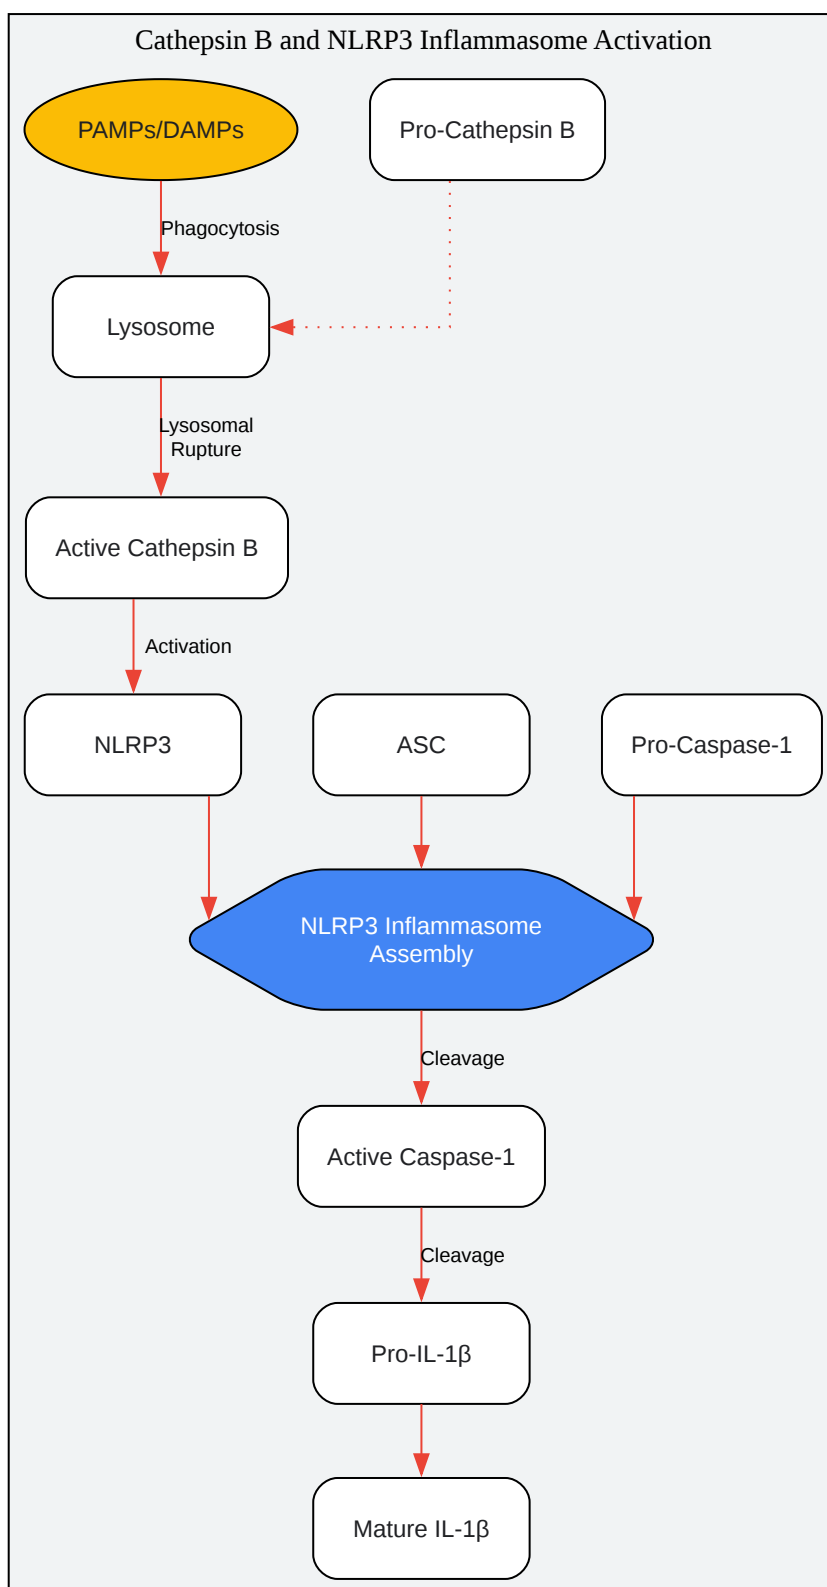 Cathepsin B and NLRP3 Inflammasome Activation
PAMPs/DAMPs
Pro-Cathepsin B
Phagocytosis
Lysosome
Lysosomal
Rupture
Active Cathepsin B
Activation
NLRP3
ASC
Pro-Caspase-1
NLRP3 Inflammasome
Assembly
Cleavage
Active Caspase-1
Cleavage
Pro-IL-1β
Mature IL-1β